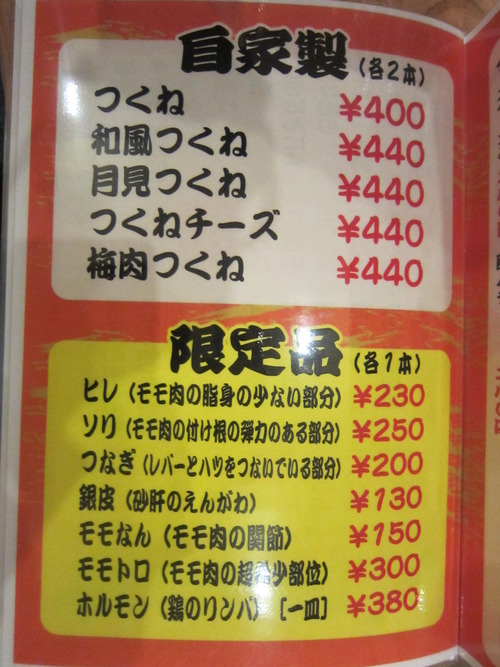 自家製（各2本）
つくね ¥400
和風つくね ¥440
月見つくね ¥440
つくねチーズ ¥440
梅肉つくね ¥440
限定品（各1本）
ヒレ（モモ肉の脂身の少ない部分） ¥230
ソリ（モモ肉の付け根の弾力のある部分） ¥250
つなぎ（レバーとハツをつないでいる部分） ¥200
銀皮（砂肝のえんがわ） ¥130
モモなん（モモ肉の関節） ¥150
モモトロ（モモ肉の超希少部位） ¥300
ホルモン（鶏のリンパ）［一皿］ ¥380